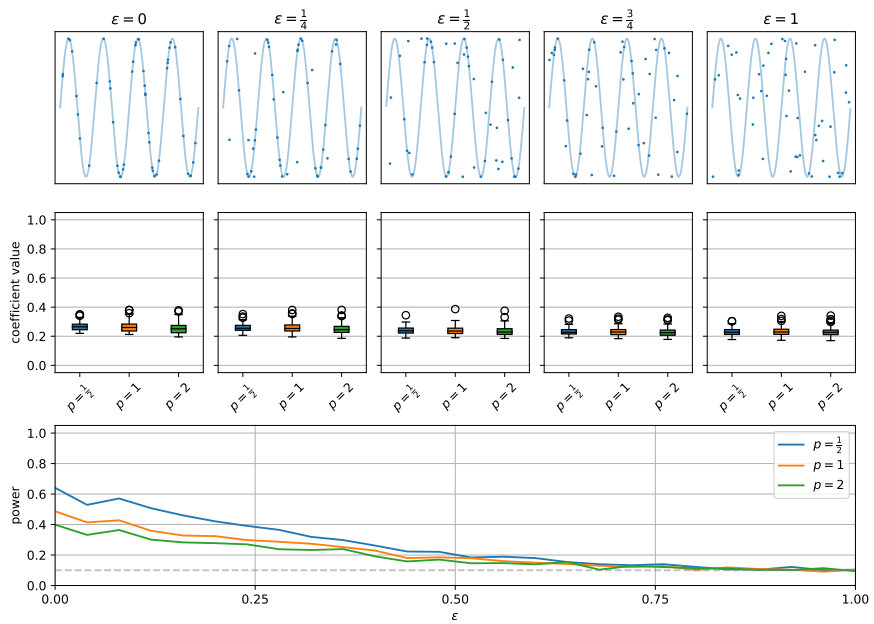 ε = 0
ε = 1/4
ε = 1/2
ε = 3/4
ε = 1
coefficient value
1.0
0.8
0.6
0.4
0.2
0.0
p = 1/2
p = 1
p = 2
p = 1/2
p = 1
p = 2
p = 1/2
p = 1
p = 2
p = 1/2
p = 1
p = 2
p = 1/2
p = 1
p = 2
power
1.0
0.8
0.6
0.4
0.2
0.0
p = 1/2
p = 1
p = 2
0.00
0.25
0.50
0.75
1.00
ε